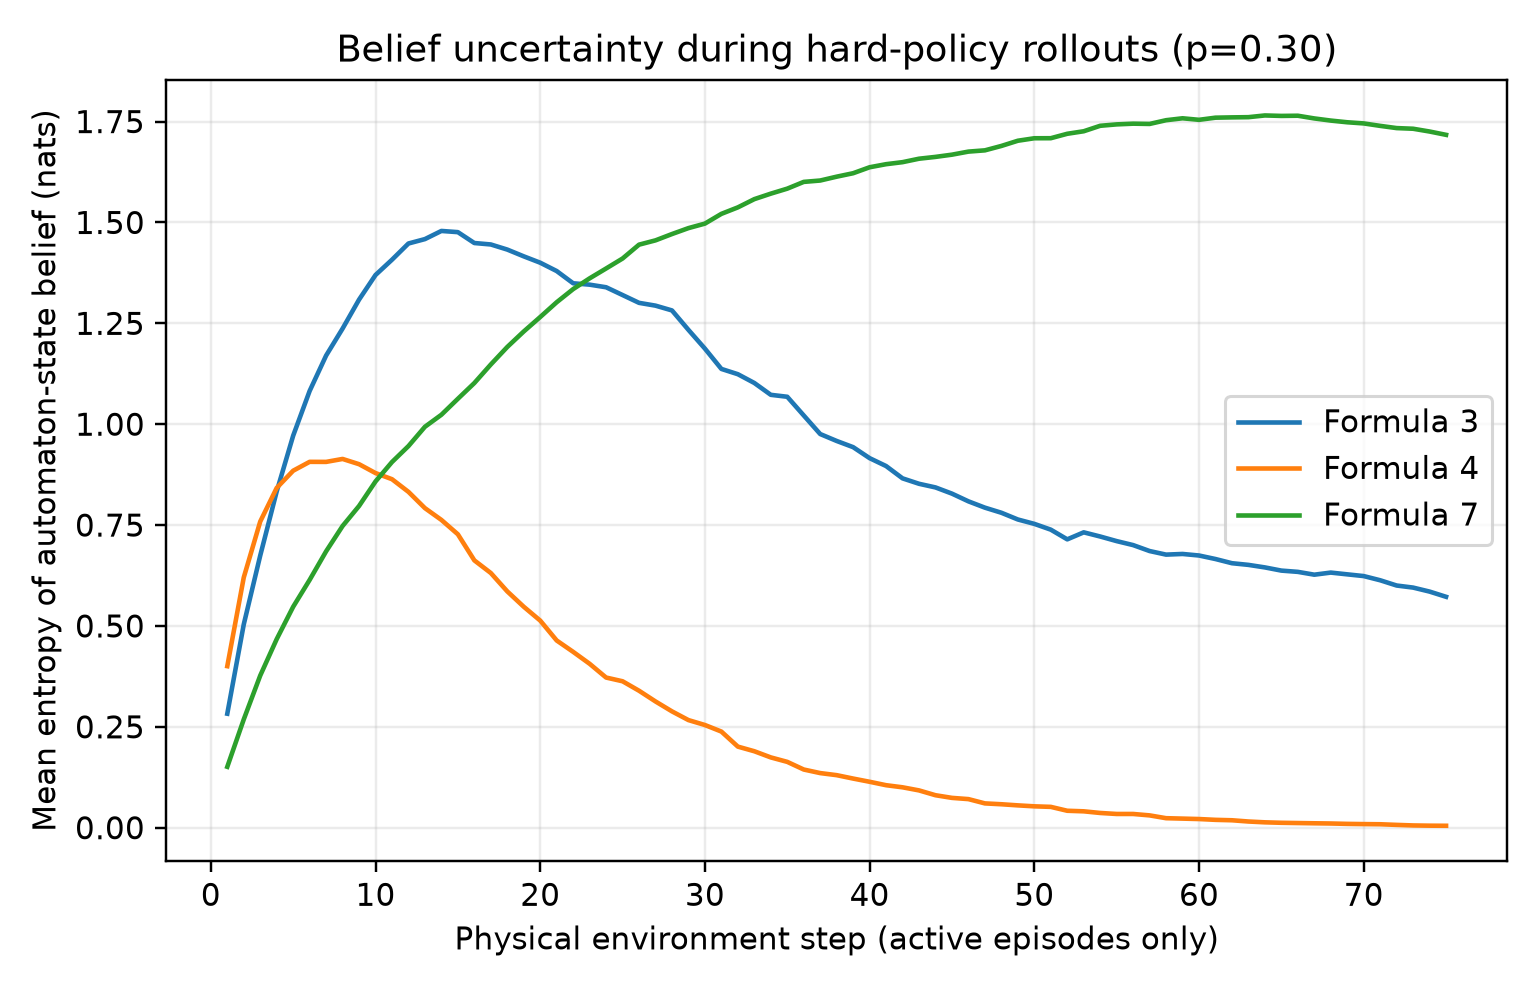 Belief uncertainty during hard-policy rollouts (p=0.30)
Mean entropy of automaton-state belief (nats)
1.75
1.50
1.25
1.00
0.75
0.50
0.25
0.00
Formula 3
Formula 4
Formula 7
0 10 20 30 40 50 60 70
Physical environment step (active episodes only)